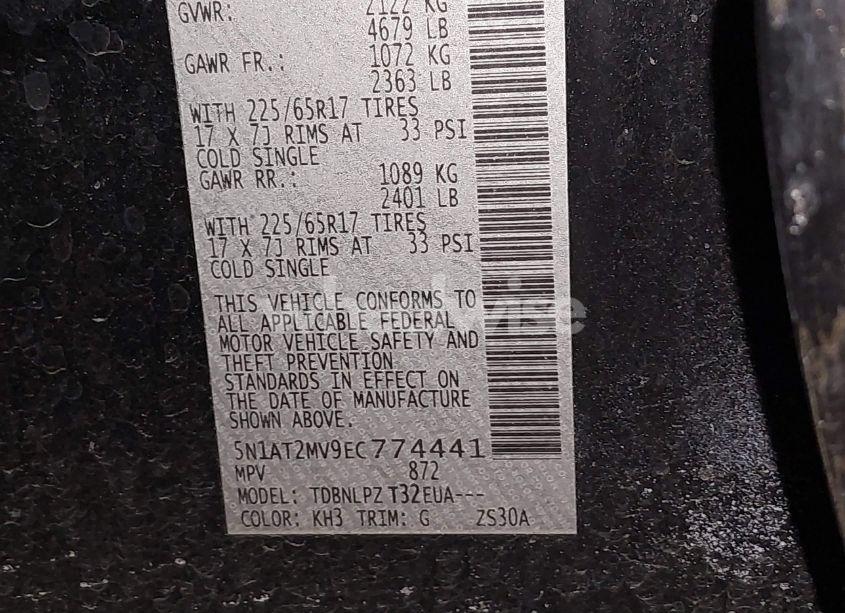 GVWR: 2122 KG
4679 LB
GAWR FR.: 1072 KG
2363 LB
WITH 225/65R17 TIRES
17 X 7J RIMS AT 33 PSI
COLD SINGLE
GAWR RR.: 1089 KG
2401 LB
WITH 225/65R17 TIRES
17 X 7J RIMS AT 33 PSI
COLD SINGLE
THIS VEHICLE CONFORMS TO
ALL APPLICABLE FEDERAL
MOTOR VEHICLE SAFETY AND
THEFT PREVENTION
STANDARDS IN EFFECT ON
THE DATE OF MANUFACTURE
SHOWN ABOVE.
5N1AT2MV9EC774441
MPV 872
MODEL: TDBNLPZ T32EUA---
COLOR: KH3 TRIM: G ZS30A